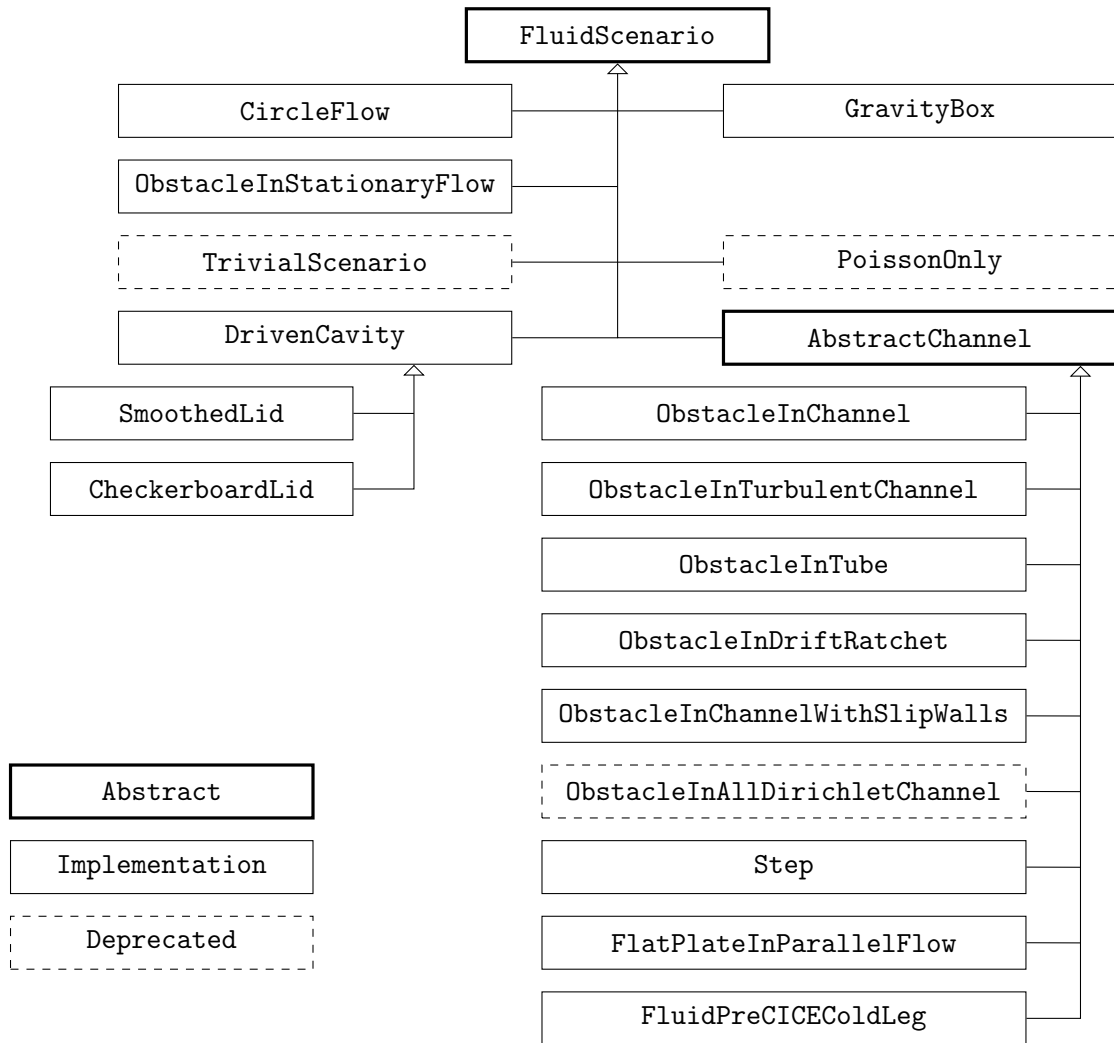 FluidScenario
CircleFlow
GravityBox
ObstacleInStationaryFlow
TrivialScenario
PoissonOnly
DrivenCavity
AbstractChannel
SmoothedLid
ObstacleInChannel
CheckerboardLid
ObstacleInTurbulentChannel
ObstacleInTube
ObstacleInDriftRatchet
ObstacleInChannelWithSlipWalls
Abstract
ObstacleInAllDirichletChannel
Implementation
Step
Deprecated
FlatPlateInParallelFlow
FluidPreCICEColdLeg